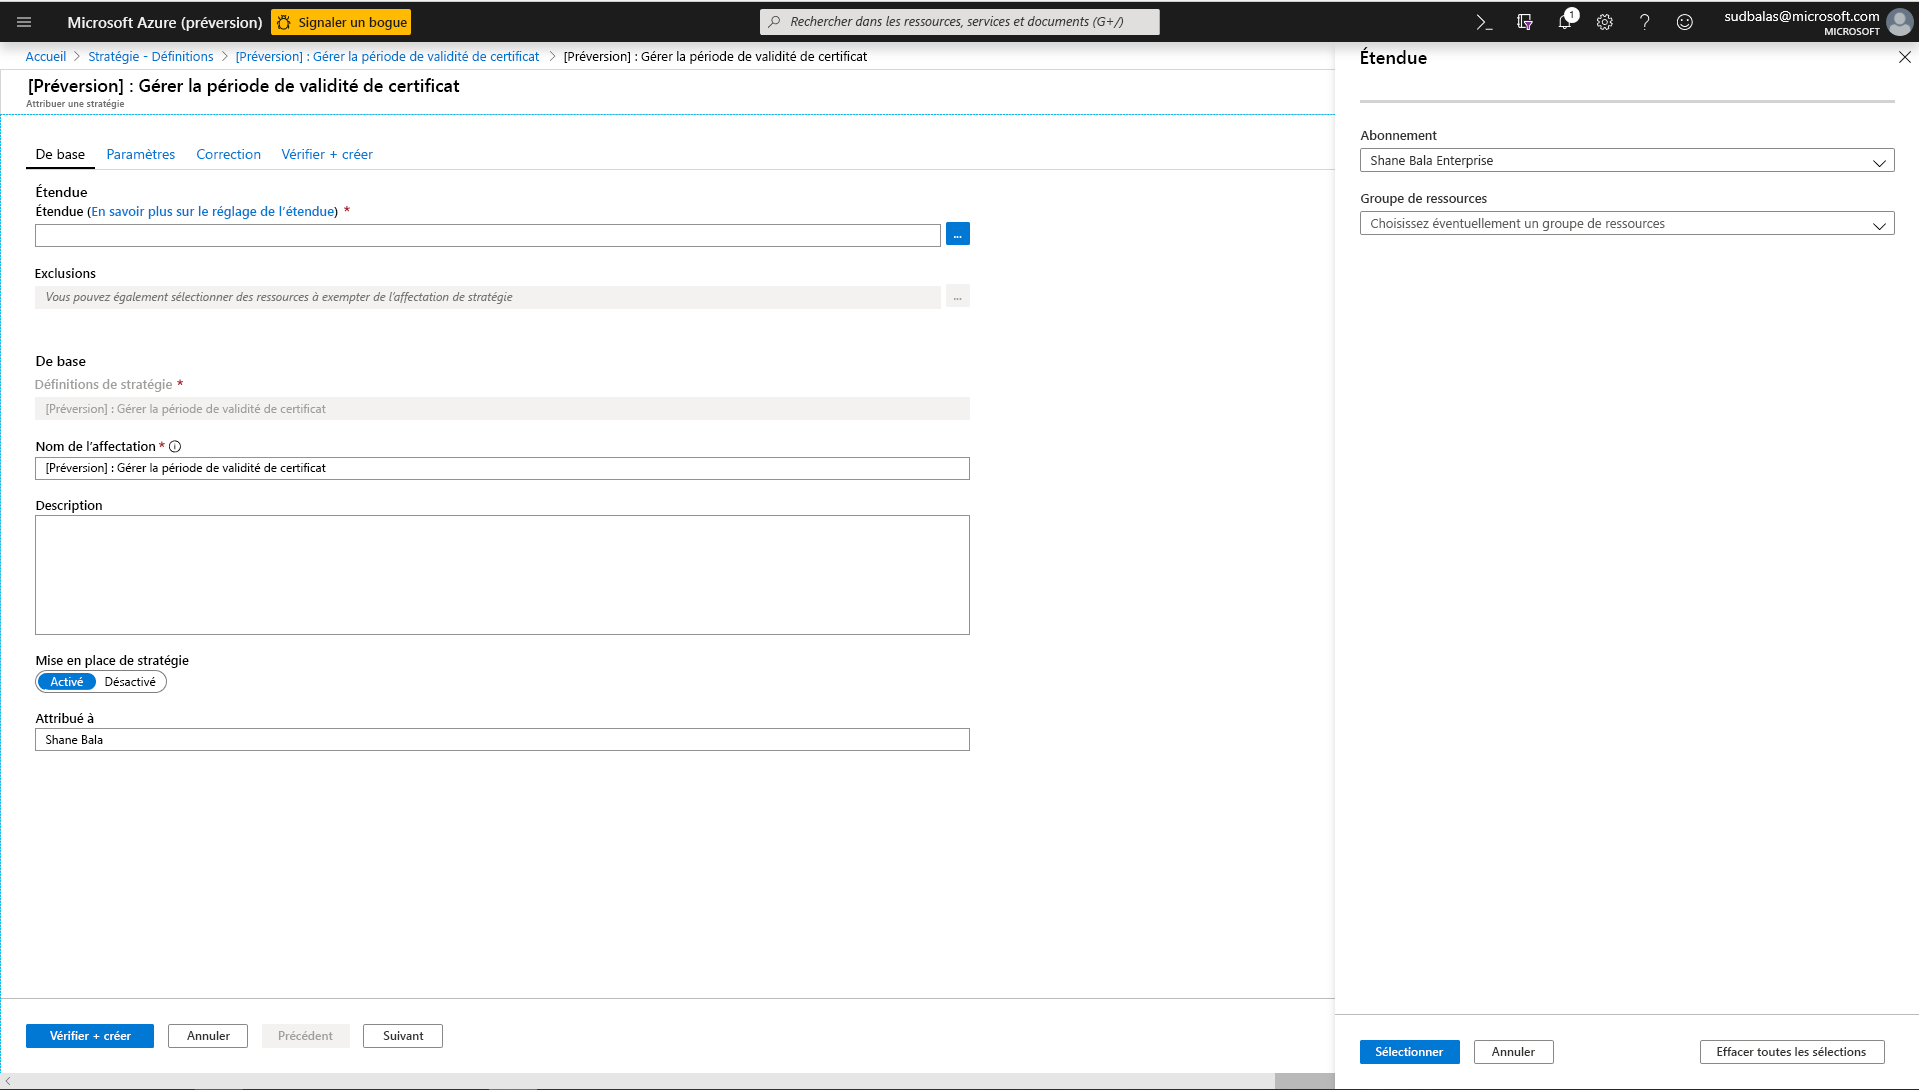 Microsoft Azure (préversion)
Signaler un bogue
Rechercher dans les ressources, services et documents (G+/)
1
sudbalas@microsoft.com
MICROSOFT
Accueil > Stratégie - Définitions > [Préversion] : Gérer la période de validité de certificat > [Préversion] : Gérer la période de validité de certificat
[Préversion] : Gérer la période de validité de certificat
Attribuer une stratégie
De base
Paramètres
Correction
Vérifier + créer
Étendue
Étendue (En savoir plus sur le réglage de l'étendue) *
...
Exclusions
Vous pouvez également sélectionner des ressources à exempter de l'affectation de stratégie
...
De base
Définitions de stratégie *
[Préversion] : Gérer la période de validité de certificat
Nom de l'affectation *
[Préversion] : Gérer la période de validité de certificat
Description
Mise en place de stratégie
Activé
Désactivé
Attribué à
Shane Bala
Vérifier + créer
Annuler
Précédent
Suivant
Étendue
Abonnement
Shane Bala Enterprise
Groupe de ressources
Choisissez éventuellement un groupe de ressources
Sélectionner
Annuler
Effacer toutes les sélections